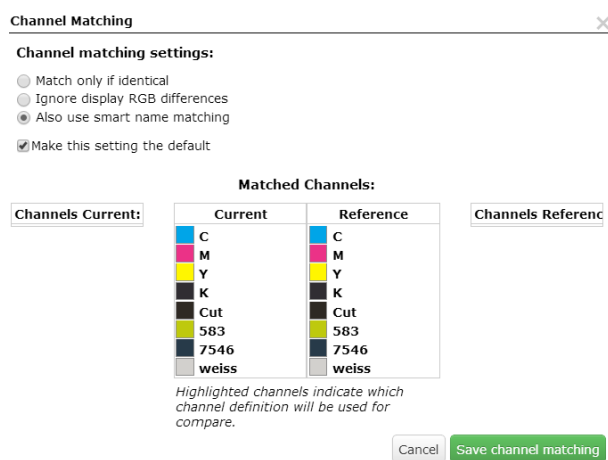 Channel Matching
Channel matching settings:
Match only if identical
Ignore display RGB differences
Also use smart name matching
Make this setting the default
Matched Channels:
Channels Current:
Current
Reference
Channels Referenc
C
C
M
M
Y
Y
K
K
Cut
Cut
583
583
7546
7546
weiss
weiss
Highlighted channels indicate which
channel definition will be used for
compare.
Cancel
Save channel matching